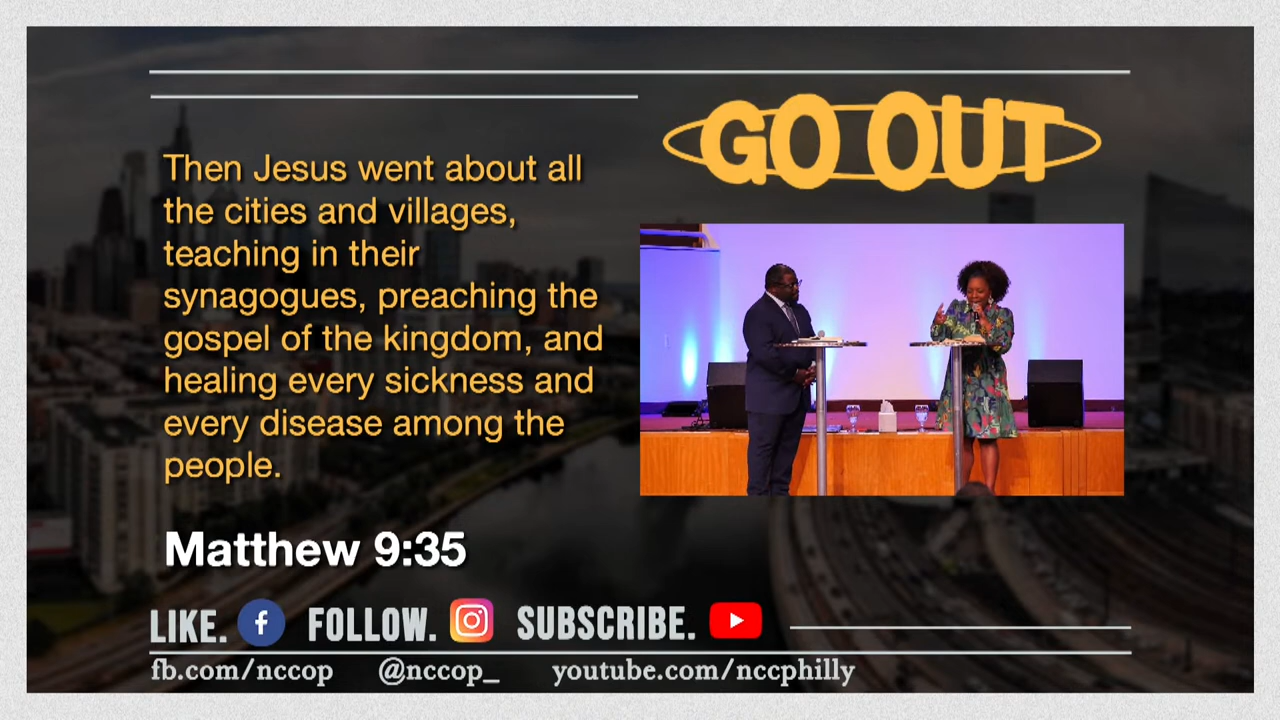 GO OUT
Then Jesus went about all
the cities and villages,
teaching in their
synagogues, preaching the
gospel of the kingdom, and
healing every sickness and
every disease among the
people.
Matthew 9:35
LIKE. FOLLOW. SUBSCRIBE.
fb.com/nccop @nccop_ youtube.com/nccphilly